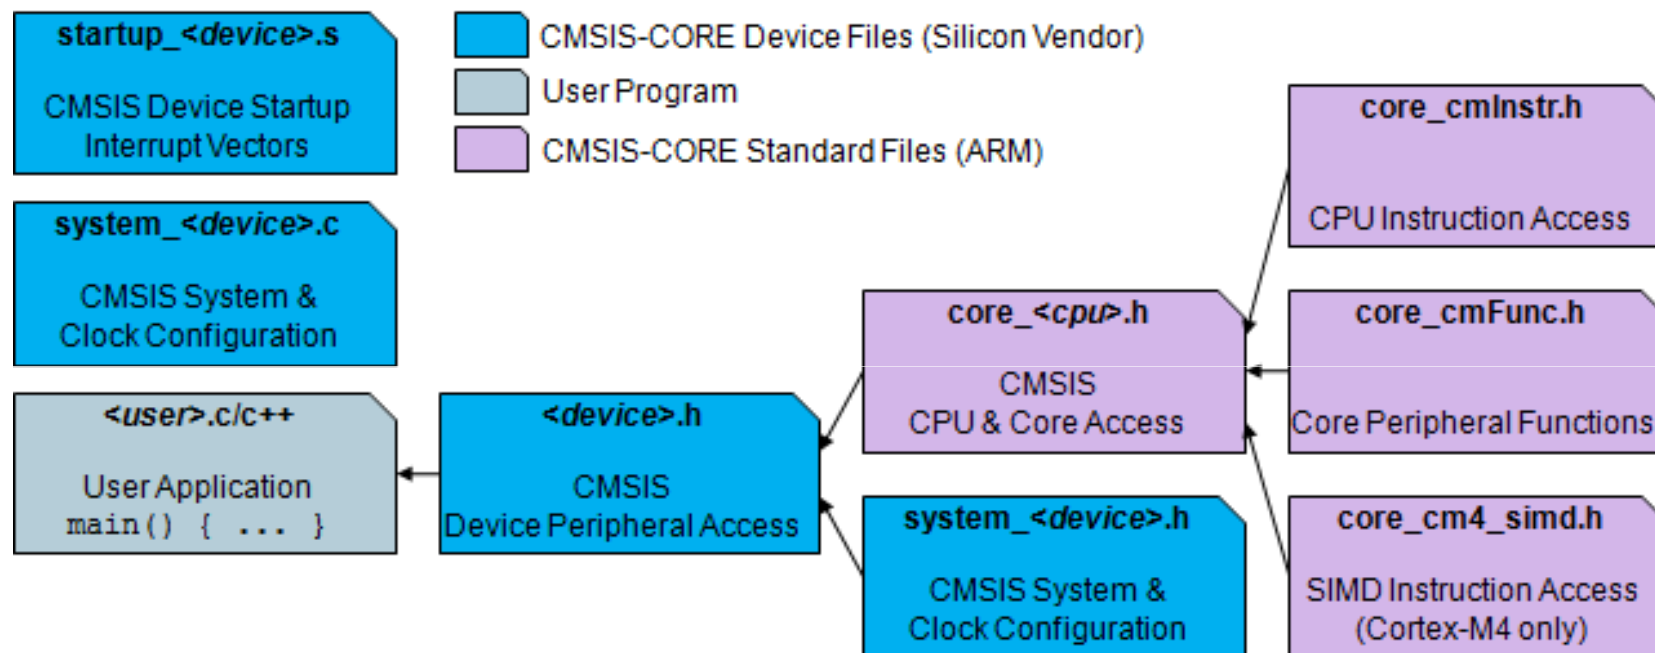 startup_<device>.s
CMSIS Device Startup
Interrupt Vectors
CMSIS-CORE Device Files (Silicon Vendor)
User Program
CMSIS-CORE Standard Files (ARM)
core_cmInstr.h
CPU Instruction Access
system_<device>.c
CMSIS System &
Clock Configuration
core_<cpu>.h
CMSIS
CPU & Core Access
core_cmFunc.h
Core Peripheral Functions
<user>.c/c++
User Application
main() { ... }
<device>.h
CMSIS
Device Peripheral Access
system_<device>.h
CMSIS System &
Clock Configuration
core_cm4_simd.h
SIMD Instruction Access
(Cortex-M4 only)